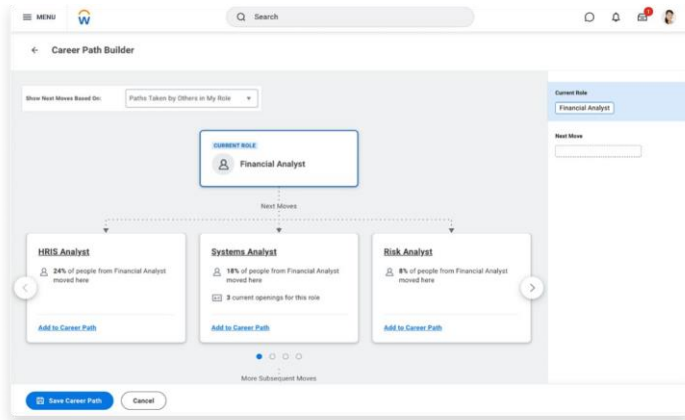 MENU
Search
1
Career Path Builder
Show Next Moves Based On:
Paths Taken by Others in My Role
CURRENT ROLE
Financial Analyst
Next Moves
HRIS Analyst
24% of people from Financial Analyst
moved here
Add to Career Path
Systems Analyst
18% of people from Financial Analyst
moved here
3 current openings for this role
Add to Career Path
Risk Analyst
8% of people from Financial Analyst
moved here
Add to Career Path
More Subsequent Moves
Save Career Path
Cancel
Current Role
Financial Analyst
Next Move